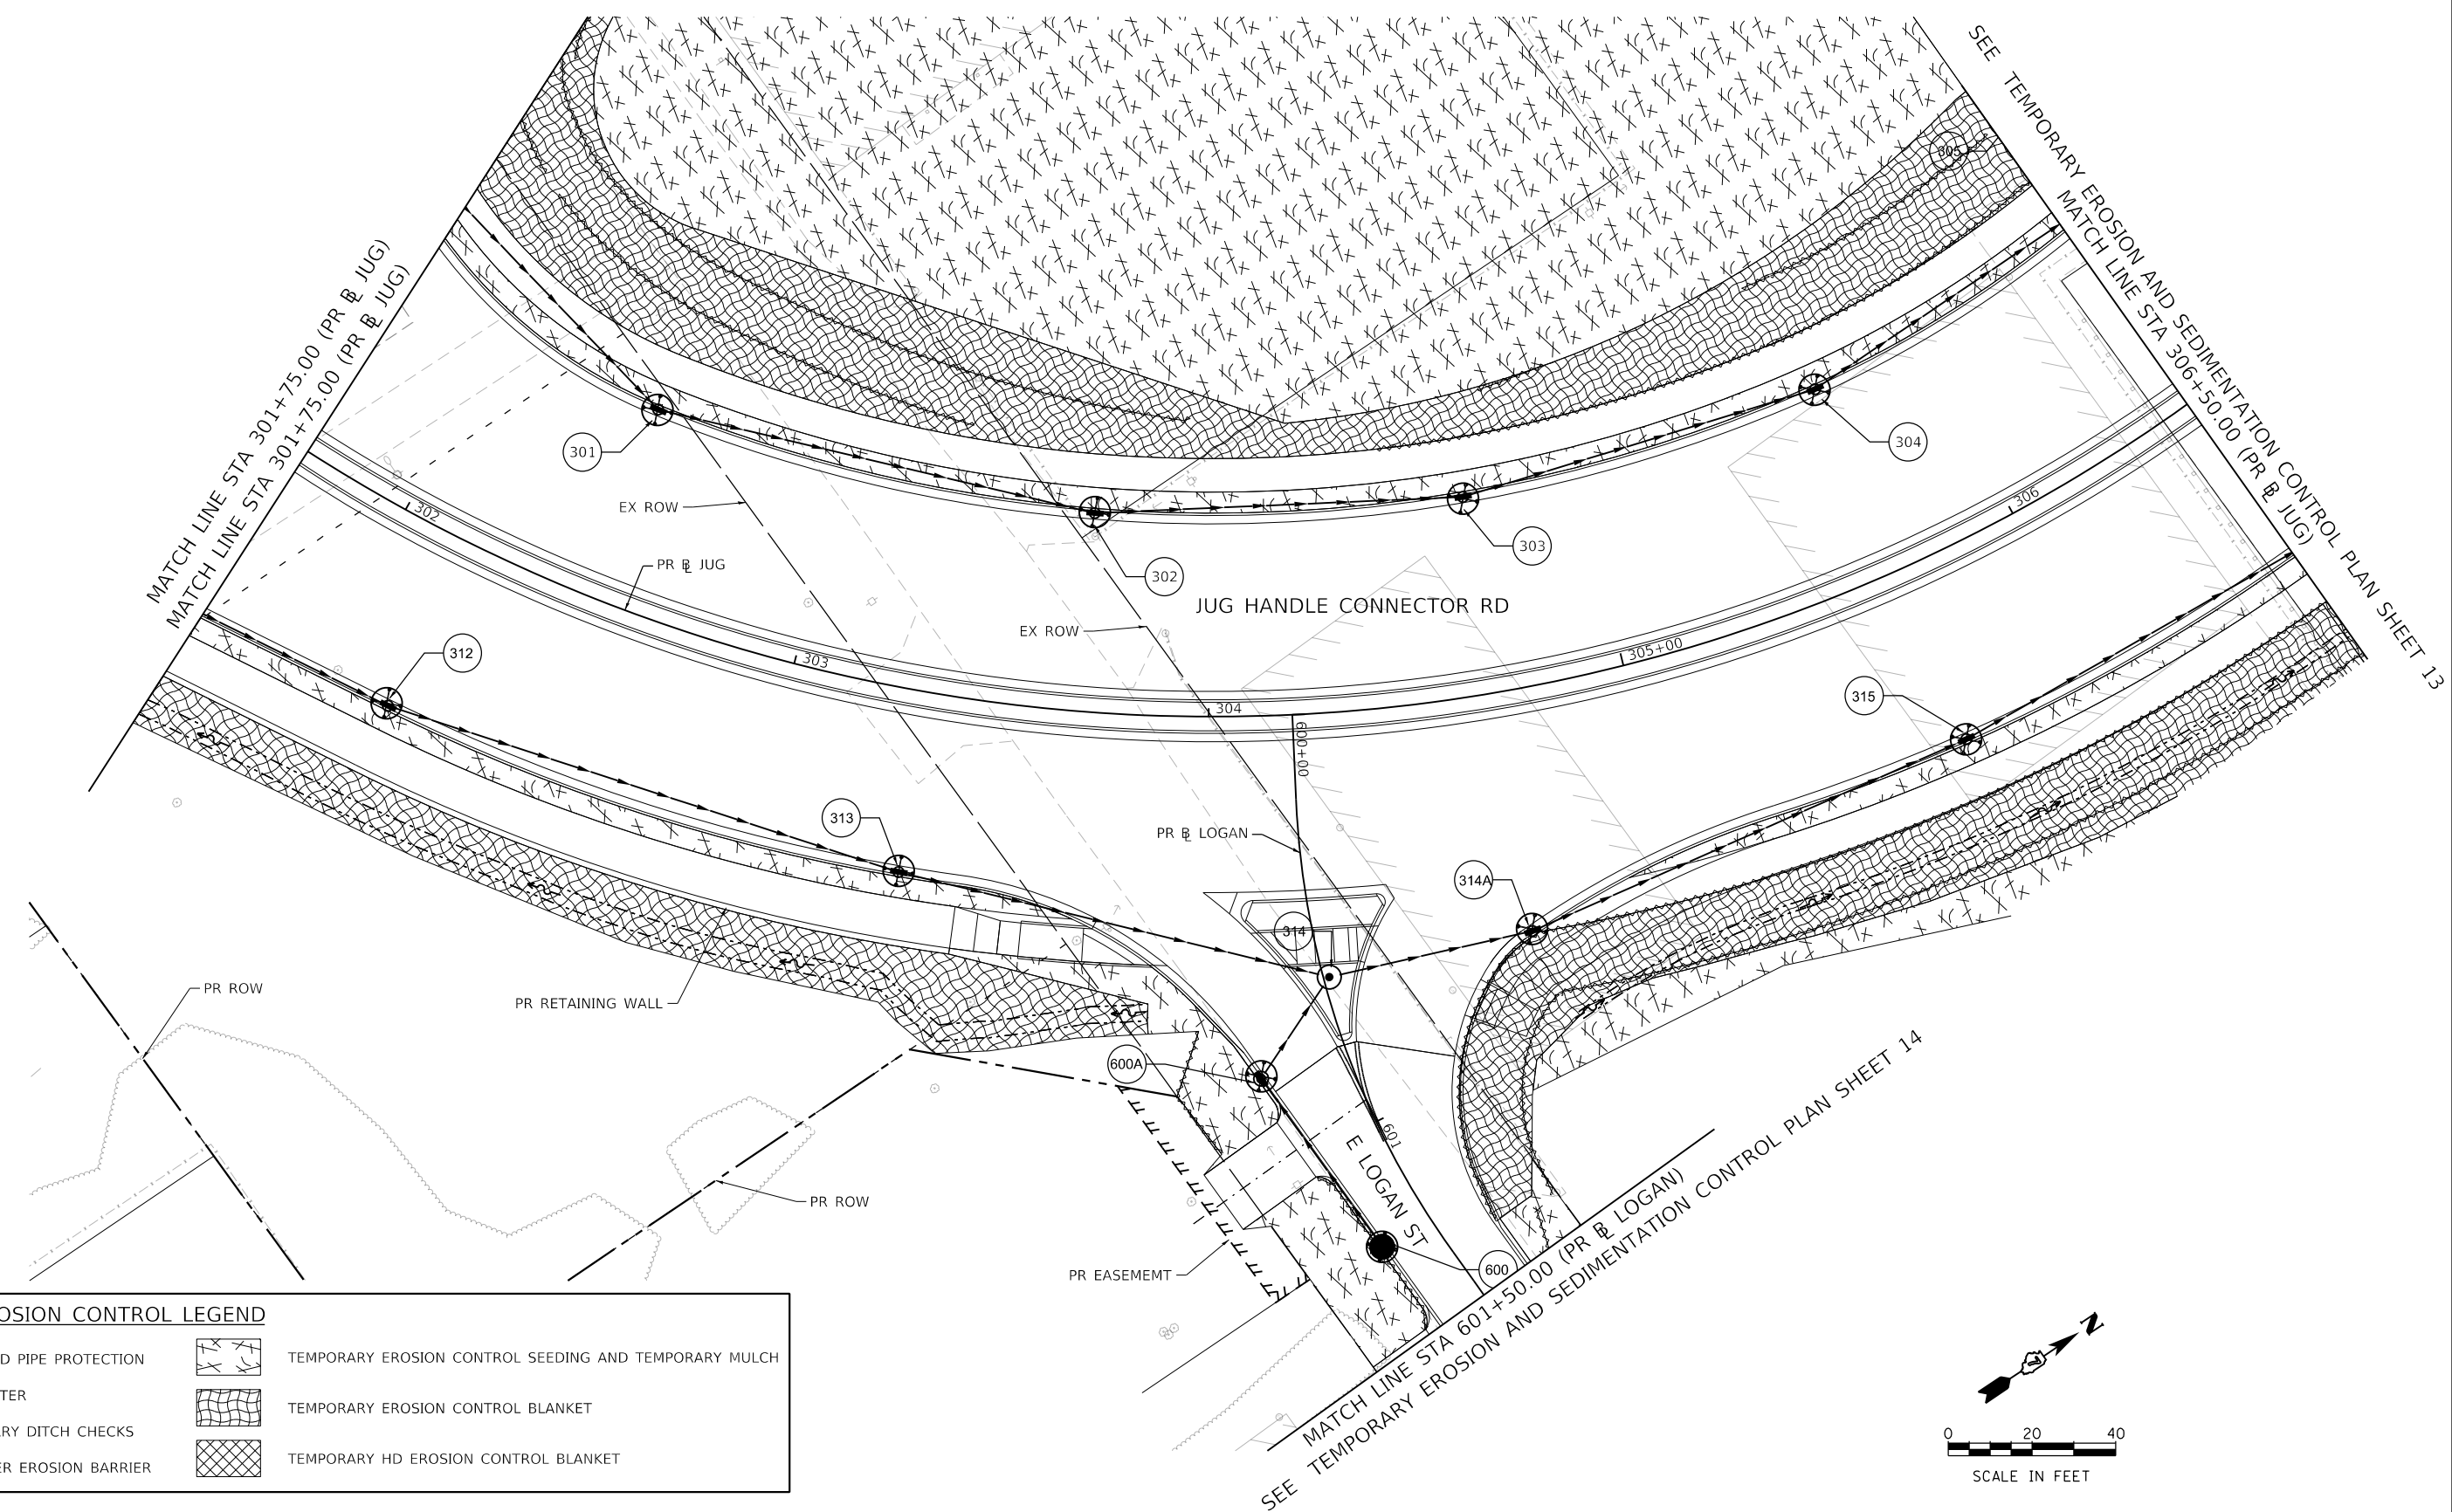 SEE TEMPORARY EROSION AND SEDIMENTATION CONTROL PLAN SHEET 13
MATCH LINE STA 306+50.00 (PR BL JUG)
MATCH LINE STA 301+75.00 (PR BL JUG)
MATCH LINE STA 301+75.00 (PR BL JUG)
305
301
304
EX ROW
302
306
303
PR BL JUG
302
JUG HANDLE CONNECTOR RD
EX ROW
312
303
305+00
304
315
600+00
313
PR BL LOGAN
314A
314
PR ROW
PR RETAINING WALL
600A
601
E LOGAN ST
PR ROW
PR EASEMEMT
600
MATCH LINE STA 601+50.00 (PR BL LOGAN)
SEE TEMPORARY EROSION AND SEDIMENTATION CONTROL PLAN SHEET 14
OSION CONTROL LEGEND
D PIPE PROTECTION
TER
RY DITCH CHECKS
ER EROSION BARRIER
TEMPORARY EROSION CONTROL SEEDING AND TEMPORARY MULCH
TEMPORARY EROSION CONTROL BLANKET
TEMPORARY HD EROSION CONTROL BLANKET
N
0 20 40
SCALE IN FEET